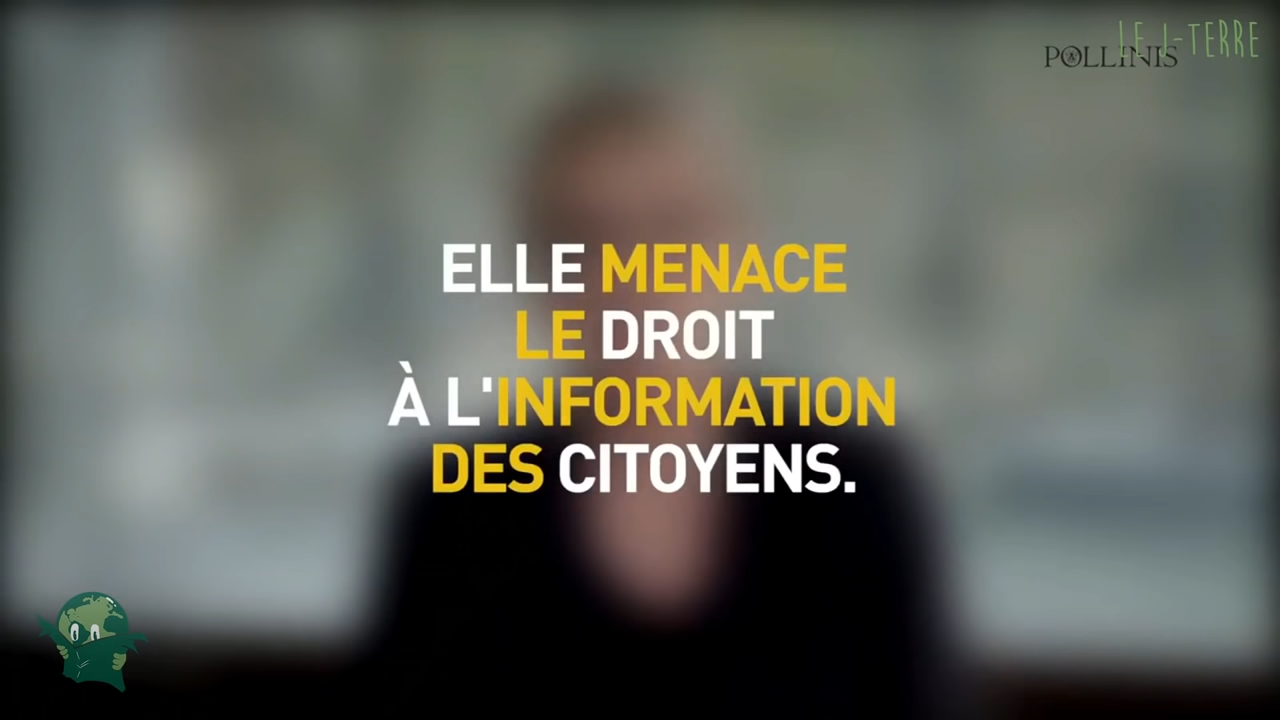 LE J-TERRE
POLLINIS
ELLE MENACE
LE DROIT
À L'INFORMATION
DES CITOYENS.